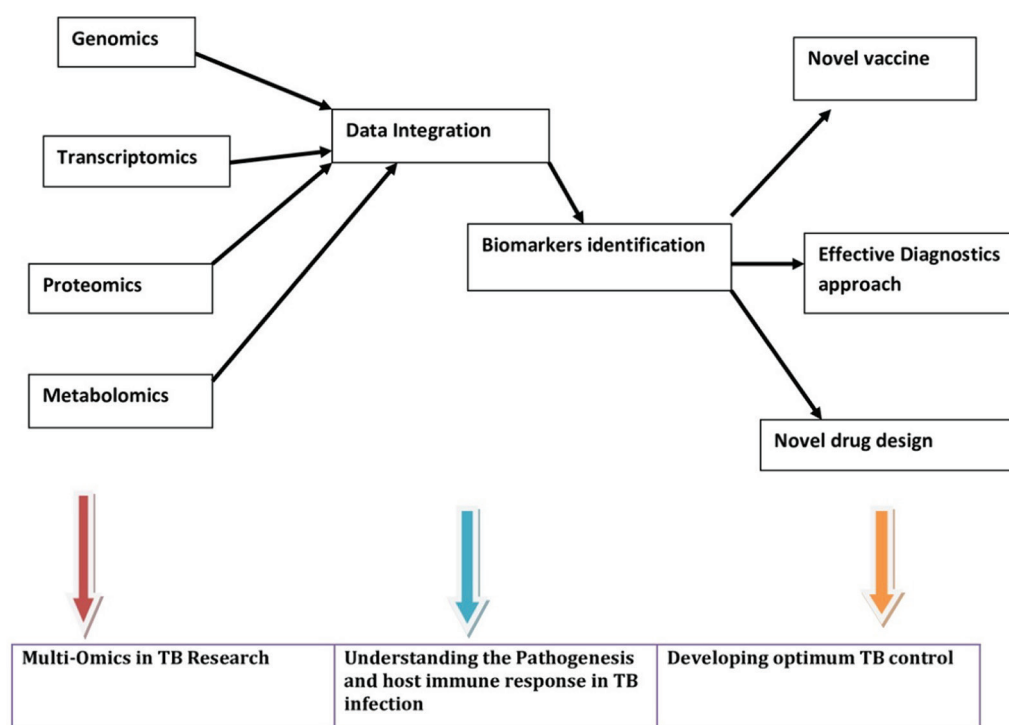 Genomics
Transcriptomics
Proteomics
Metabolomics
Data Integration
Biomarkers identification
Novel vaccine
Effective Diagnostics
approach
Novel drug design
Multi-Omics in TB Research
Understanding the Pathogenesis
and host immune response in TB
infection
Developing optimum TB control